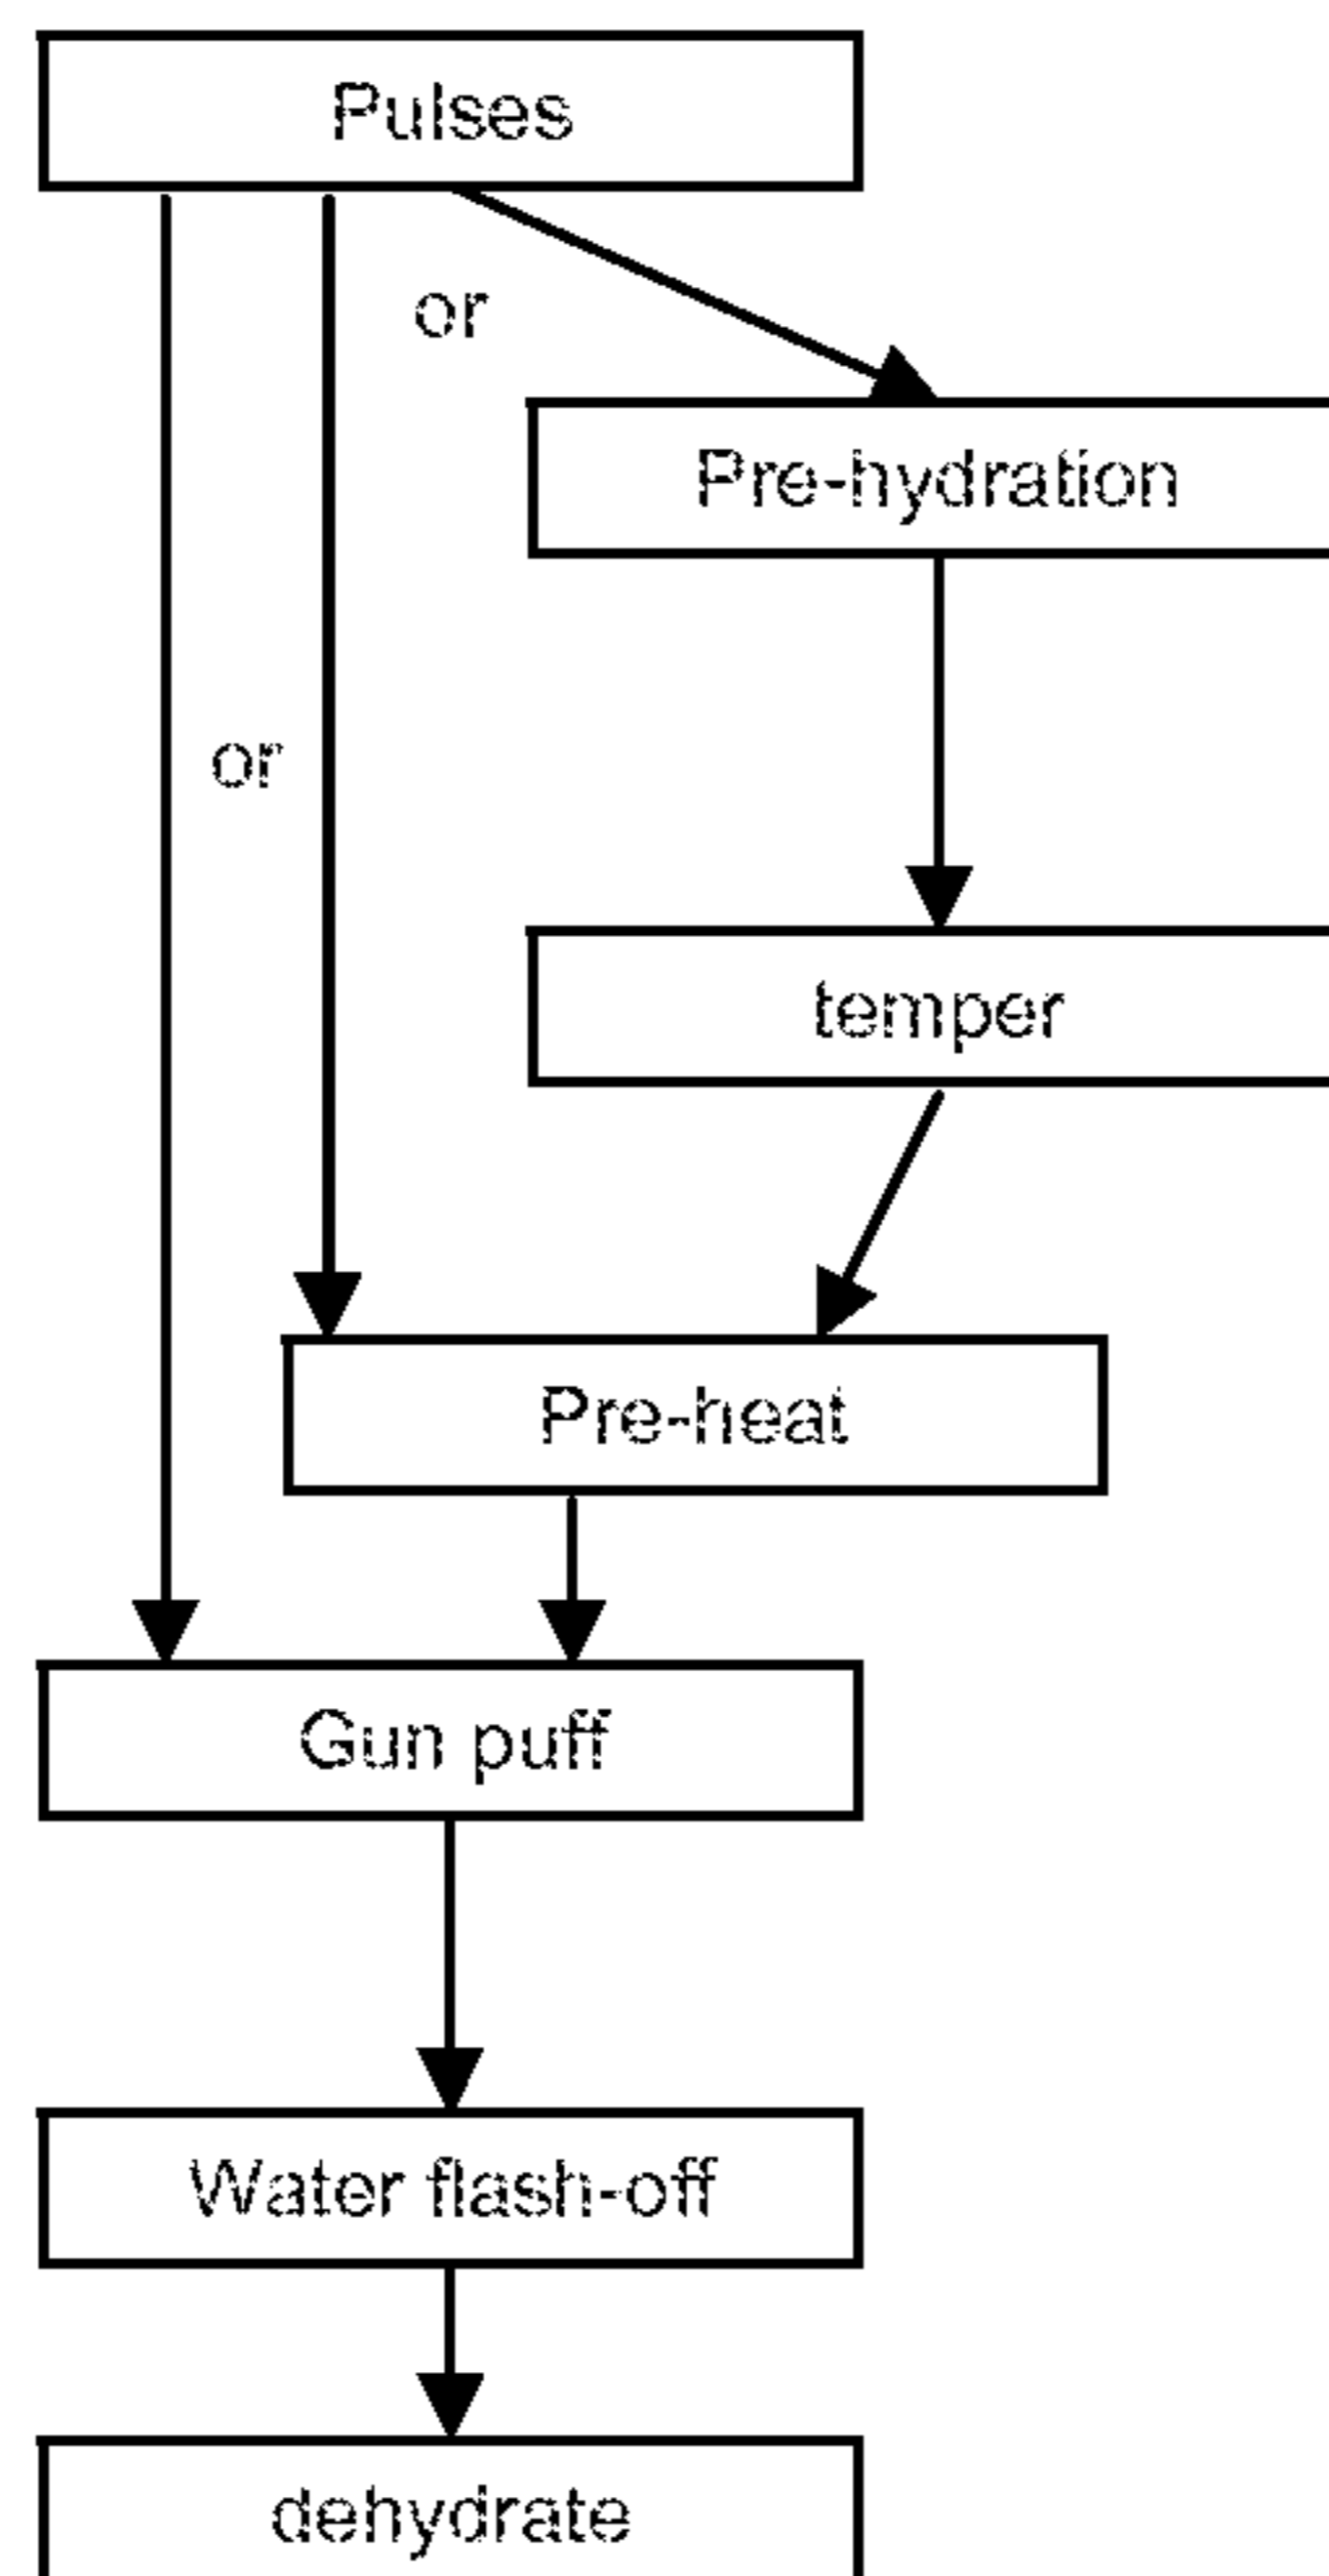 Pulses
or
Pre-hydration
or
temper
Pre-heat
Gun puff
Water flash-off
dehydrate